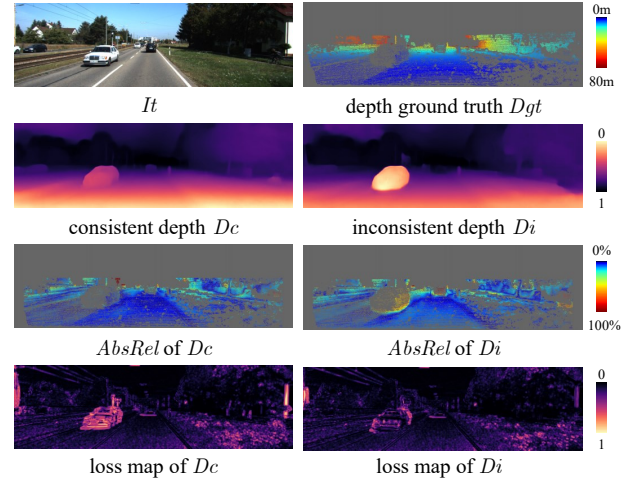 0m
80m
It
depth ground truth Dgt
0
1
consistent depth Dc
inconsistent depth Di
0%
100%
AbsRel of Dc
AbsRel of Di
0
1
loss map of Dc
loss map of Di